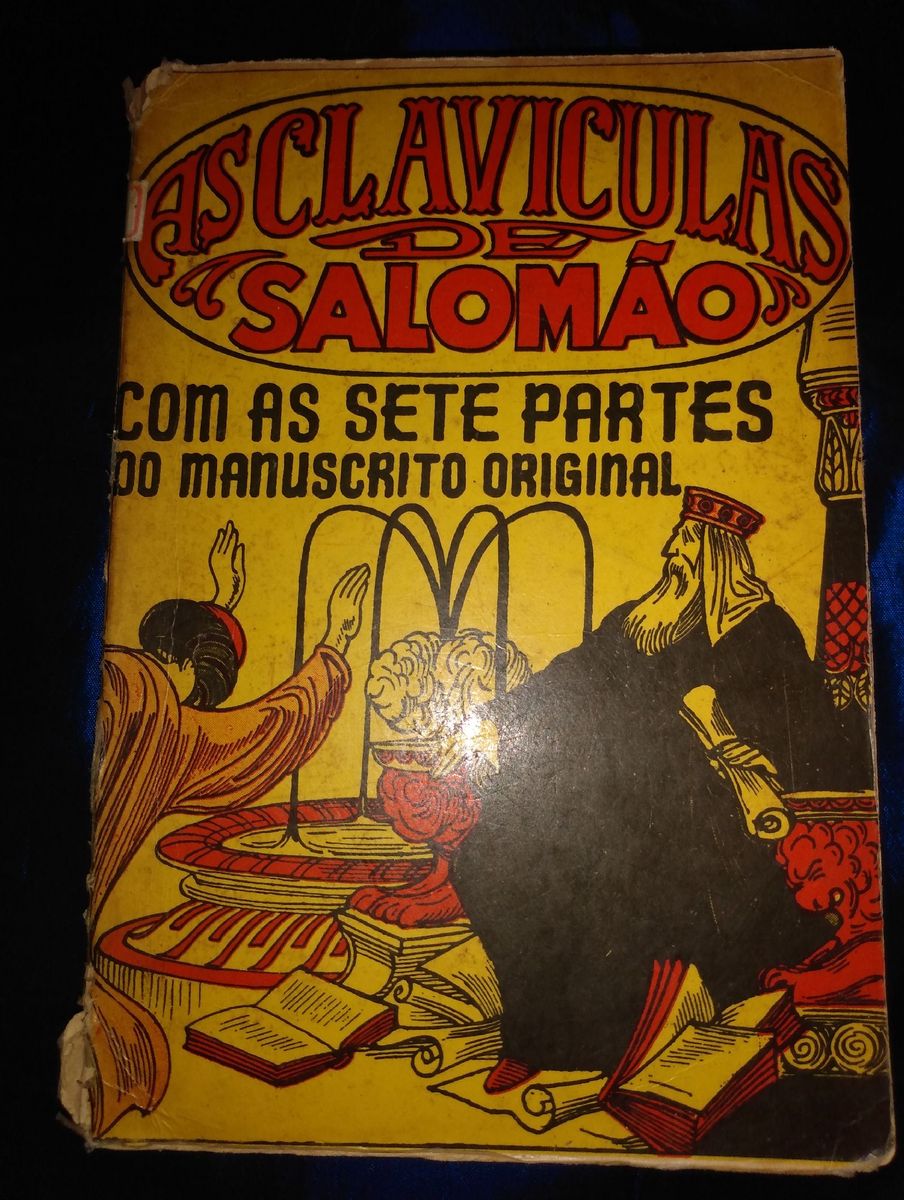 AS CLAVICULAS
DE
SALOMÃO
COM AS SETE PARTES
DO MANUSCRITO ORIGINAL